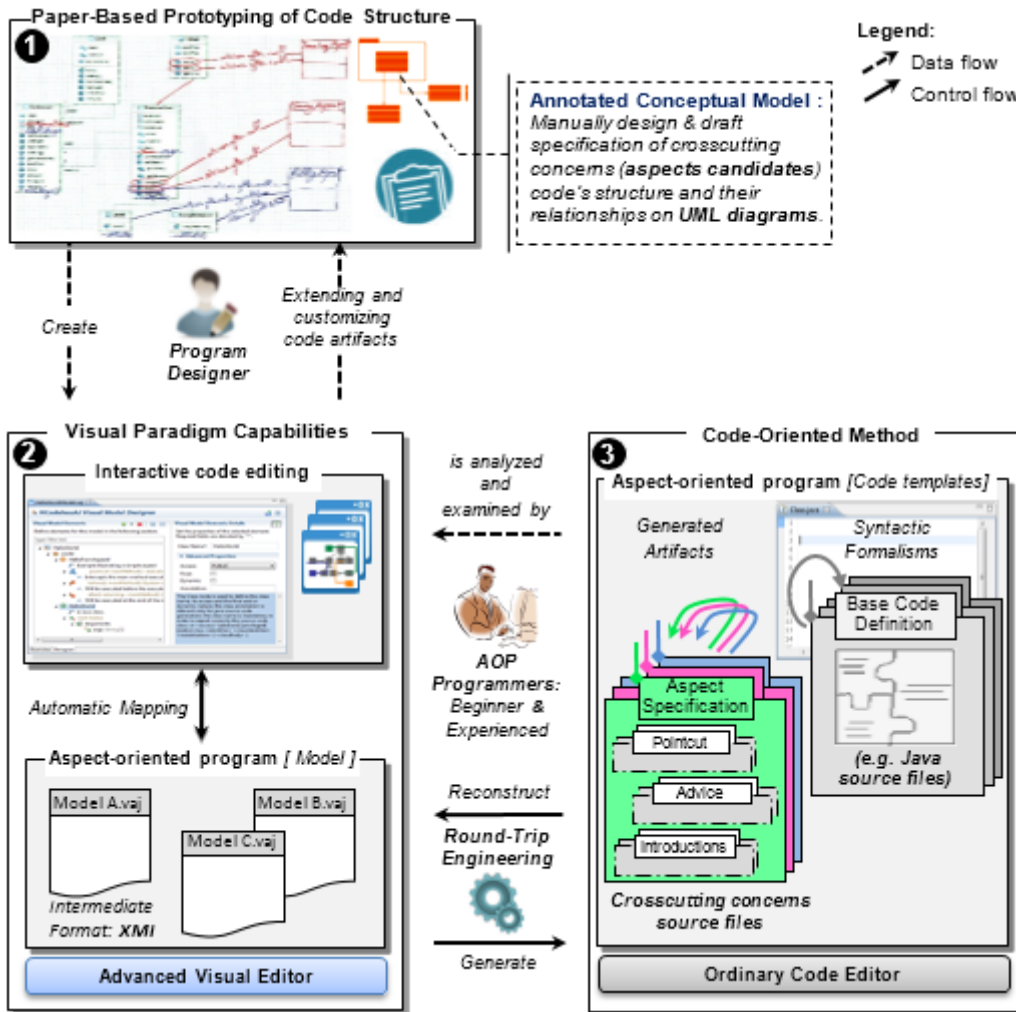 Paper-Based Prototyping of Code Structure
1
Legend:
Data flow
Control flow
Annotated Conceptual Model :
Manually design & draft
specification of crosscutting
concerns (aspects candidates)
code's structure and their
relationships on UML diagrams.
Create
Program
Designer
Extending and
customizing
code artifacts
Visual Paradigm Capabilities
2
Interactive code editing
Automatic Mapping
Aspect-oriented program [ Model ]
Model A.vaj
Model B.vaj
Model C.vaj
Intermediate
Format: XMI
Advanced Visual Editor
is analyzed
and
examined by
AOP
Programmers:
Beginner &
Experienced
Reconstruct
Round-Trip
Engineering
Generate
Code-Oriented Method
3
Aspect-oriented program [Code templates]
Generated
Artifacts
Syntactic
Formalisms
Base Code
Definition
(e.g. Java
source files)
Aspect
Specification
Pointcut
Advice
Introductions
Crosscutting concerns
source files
Ordinary Code Editor